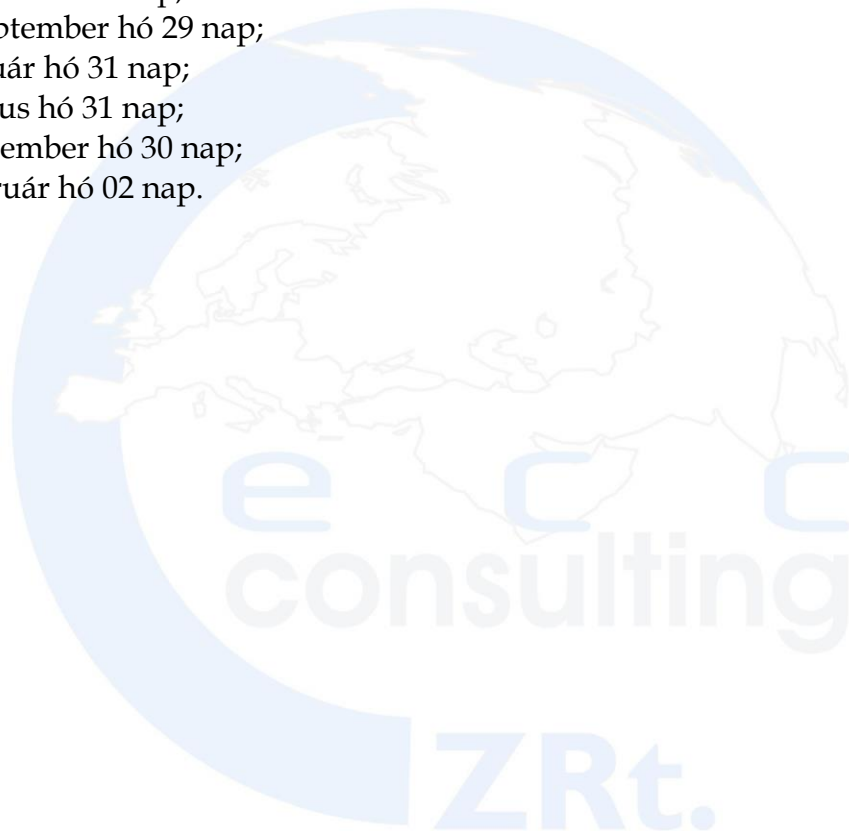 ptember hó 29 nap;
uár hó 31 nap;
us hó 31 nap;
ember hó 30 nap;
uár hó 02 nap.
e c c
consulting
ZRt.